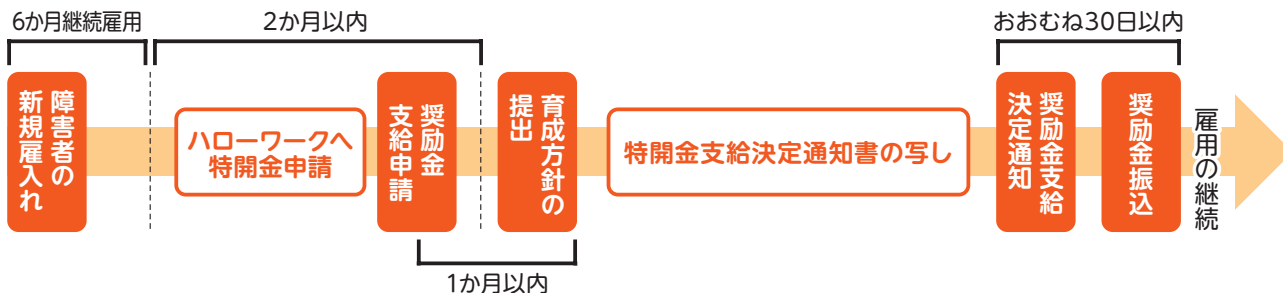 6か月継続雇用
2か月以内
おおむね30日以内
障害者の
新規雇入れ
ハローワークへ
特開金申請
奨励金
支給申請
育成方針の
提出
特開金支給決定通知書の写し
奨励金支給
決定通知
奨励金振込
雇用の継続
1か月以内